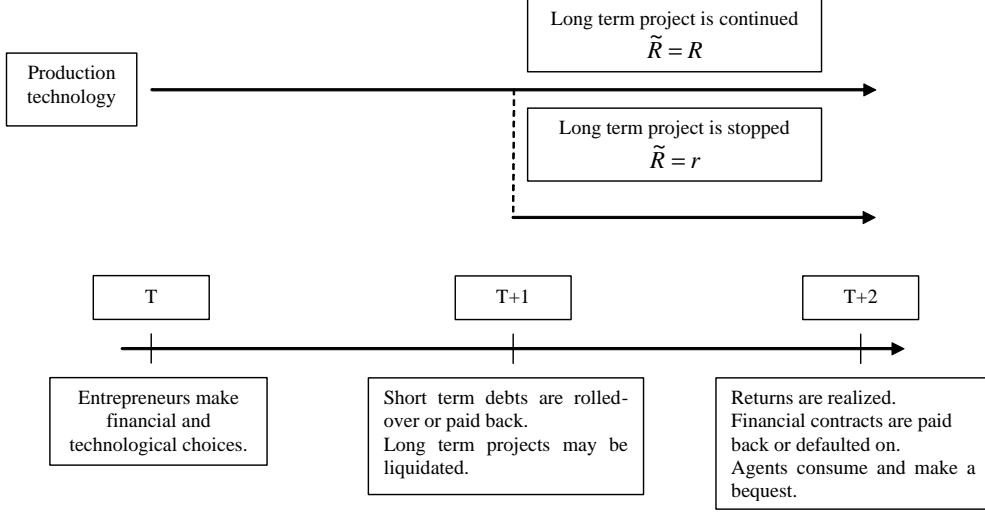 Long term project is continued
R̃ = R
Production
technology
Long term project is stopped
R̃ = r
T
T+1
T+2
Entrepreneurs make
financial and
technological choices.
Short term debts are rolled-
over or paid back.
Long term projects may be
liquidated.
Returns are realized.
Financial contracts are paid
back or defaulted on.
Agents consume and make a
bequest.